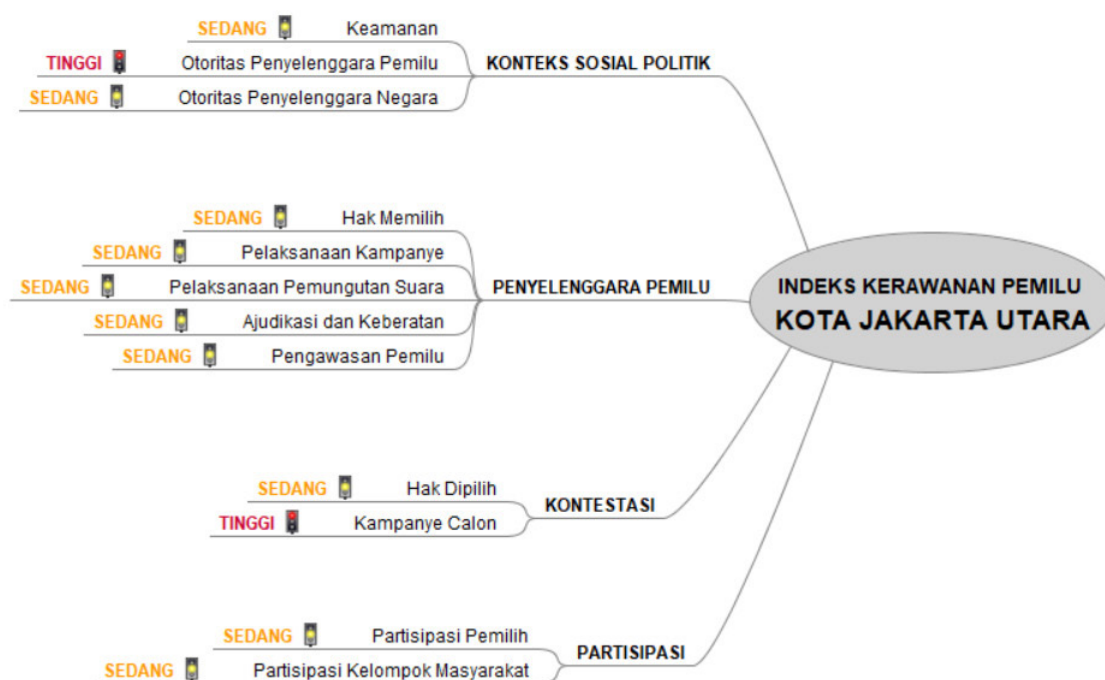 SEDANG Keamanan
TINGGI Otoritas Penyelenggara Pemilu
SEDANG Otoritas Penyelenggara Negara
KONTEKS SOSIAL POLITIK
SEDANG Hak Memilih
SEDANG Pelaksanaan Kampanye
SEDANG Pelaksanaan Pemungutan Suara
SEDANG Ajudikasi dan Keberatan
SEDANG Pengawasan Pemilu
PENYELENGGARA PEMILU
INDEKS KERAWANAN PEMILU
KOTA JAKARTA UTARA
SEDANG Hak Dipilih
TINGGI Kampanye Calon
KONTESTASI
SEDANG Partisipasi Pemilih
SEDANG Partisipasi Kelompok Masyarakat
PARTISIPASI